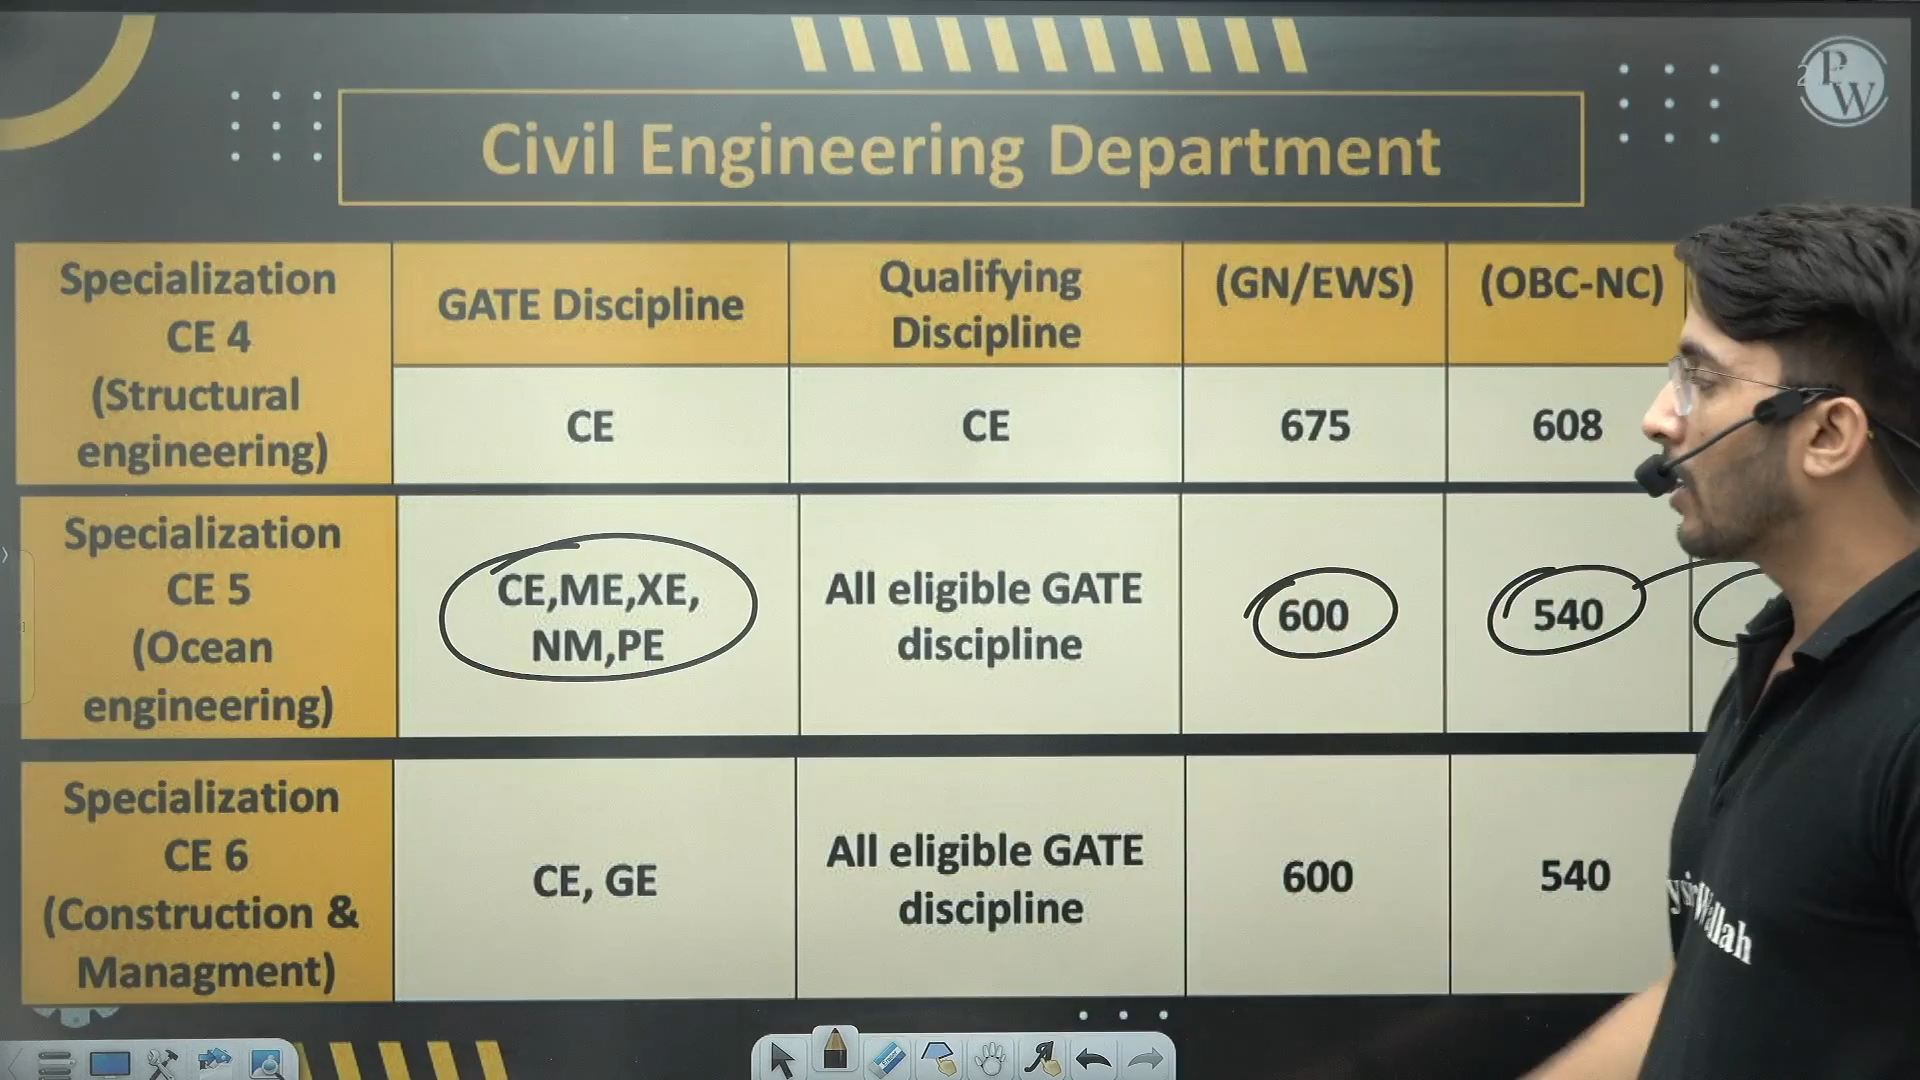 PW
Civil Engineering Department
Specialization
CE 4
(Structural
engineering)
GATE Discipline
Qualifying
Discipline
(GN/EWS)
(OBC-NC)
CE
CE
675
608
Specialization
CE 5
(Ocean
engineering)
CE,ME,XE,
NM,PE
All eligible GATE
discipline
600
540
Specialization
CE 6
(Construction &
Managment)
CE, GE
All eligible GATE
discipline
600
540